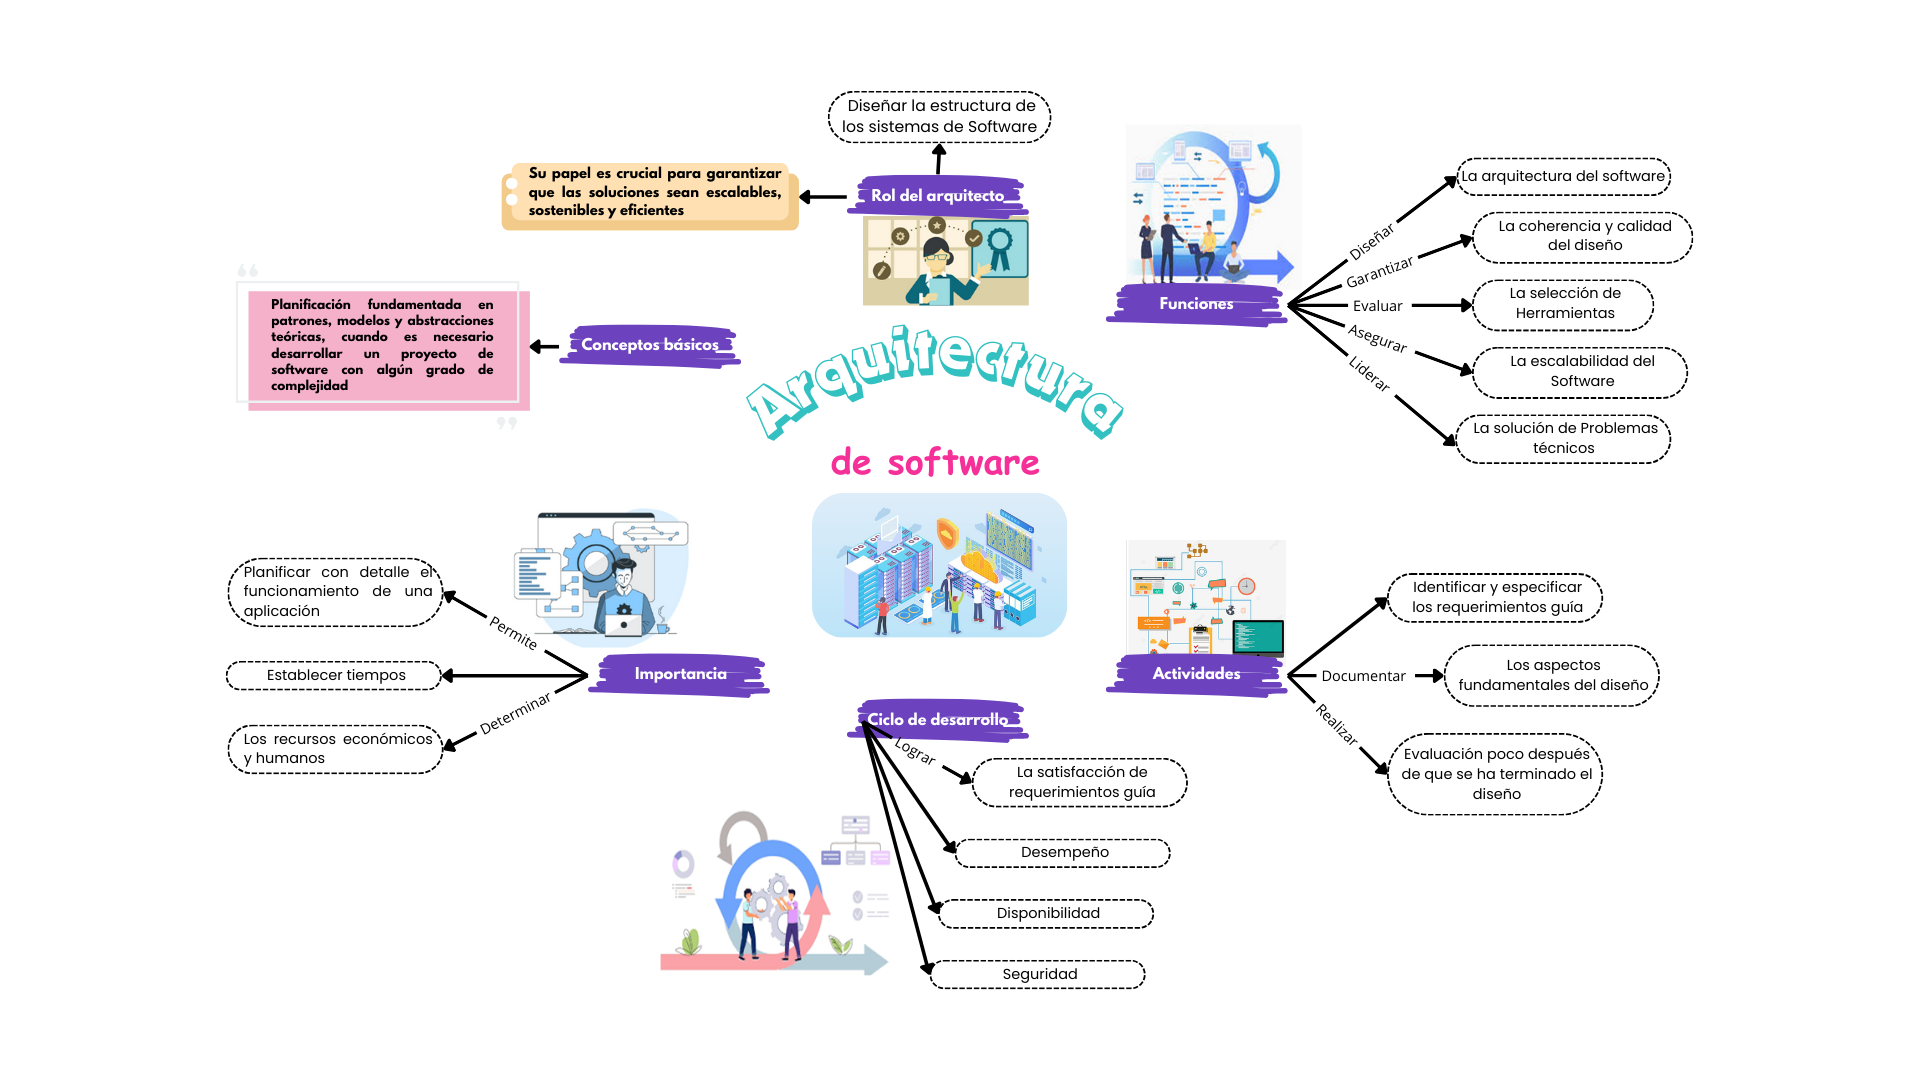 Diseñar la estructura de
los sistemas de Software
Su papel es crucial para garantizar
que las soluciones sean escalables,
sostenibles y eficientes
Rol del arquitecto
Planificación fundamentada en
patrones, modelos y abstracciones
teóricas, cuando es necesario
desarrollar un proyecto de
software con algún grado de
complejidad
Conceptos básicos
Arquitectura
de software
Funciones
Diseñar
La arquitectura del software
Garantizar
La coherencia y calidad
del diseño
Evaluar
La selección de
Herramientas
Asegurar
La escalabilidad del
Software
Liderar
La solución de Problemas
técnicos
Importancia
Permite
Planificar con detalle el
funcionamiento de una
aplicación
Establecer tiempos
Determinar
Los recursos económicos
y humanos
Actividades
Identificar y especificar
los requerimientos guía
Documentar
Los aspectos
fundamentales del diseño
Realizar
Evaluación poco después
de que se ha terminado el
diseño
Ciclo de desarrollo
Lograr
La satisfacción de
requerimientos guía
Desempeño
Disponibilidad
Seguridad